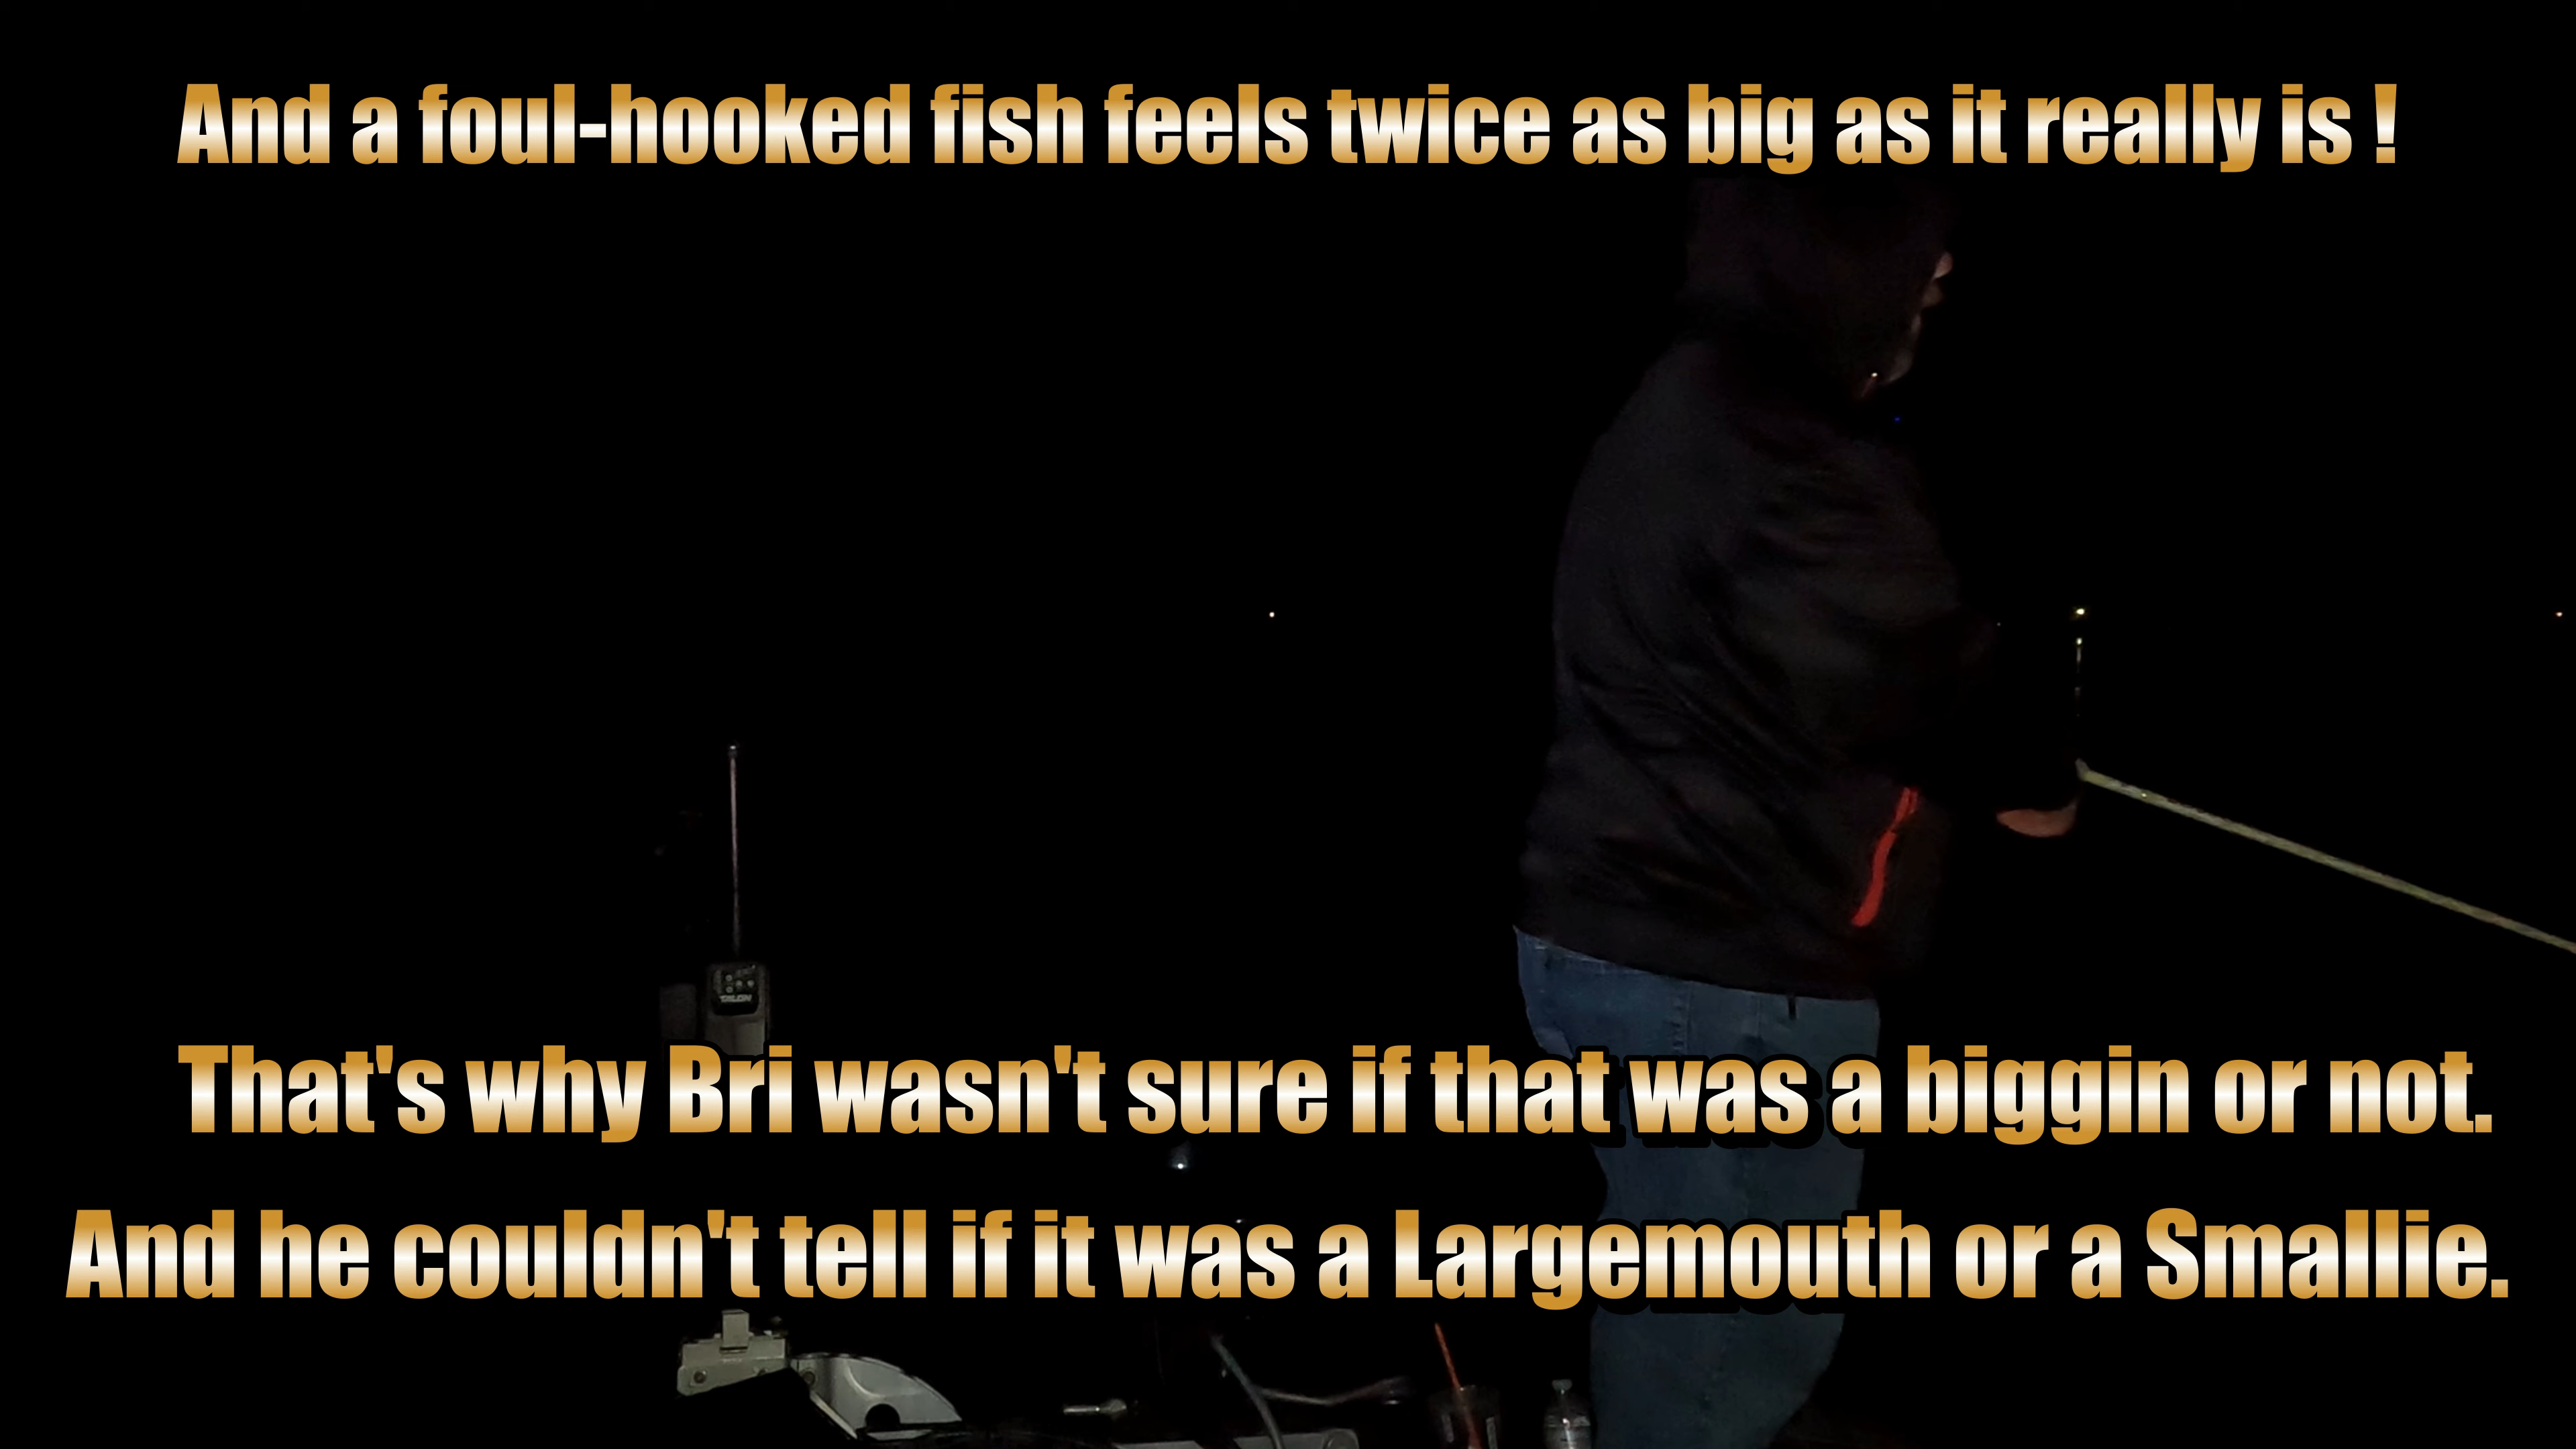 And a foul-hooked fish feels twice as big as it really is !
TALON
That's why Bri wasn't sure if that was a biggin or not.
And he couldn't tell if it was a Largemouth or a Smallie.